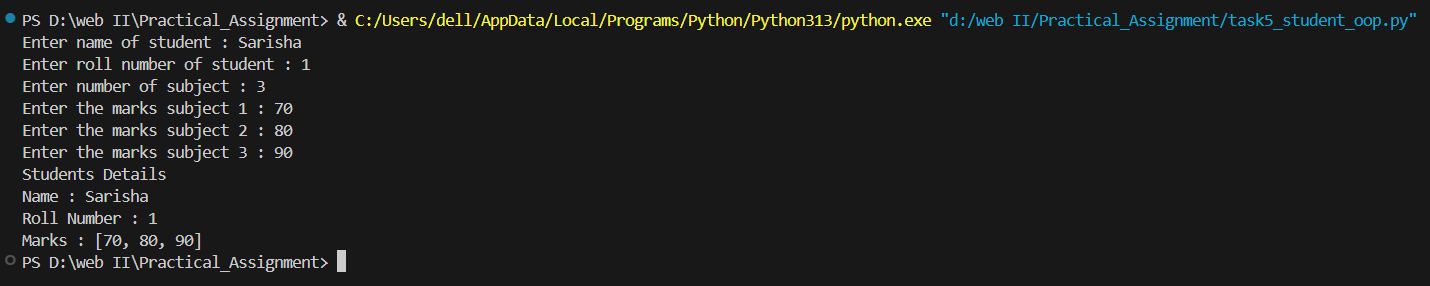 PS D:\web II\Practical_Assignment> & C:/Users/dell/AppData/Local/Programs/Python/Python313/python.exe "d:/web II/Practical_Assignment/task5_student_oop.py"
Enter name of student : Sarisha
Enter roll number of student : 1
Enter number of subject : 3
Enter the marks subject 1 : 70
Enter the marks subject 2 : 80
Enter the marks subject 3 : 90
Students Details
Name : Sarisha
Roll Number : 1
Marks : [70, 80, 90]
PS D:\web II\Practical_Assignment>